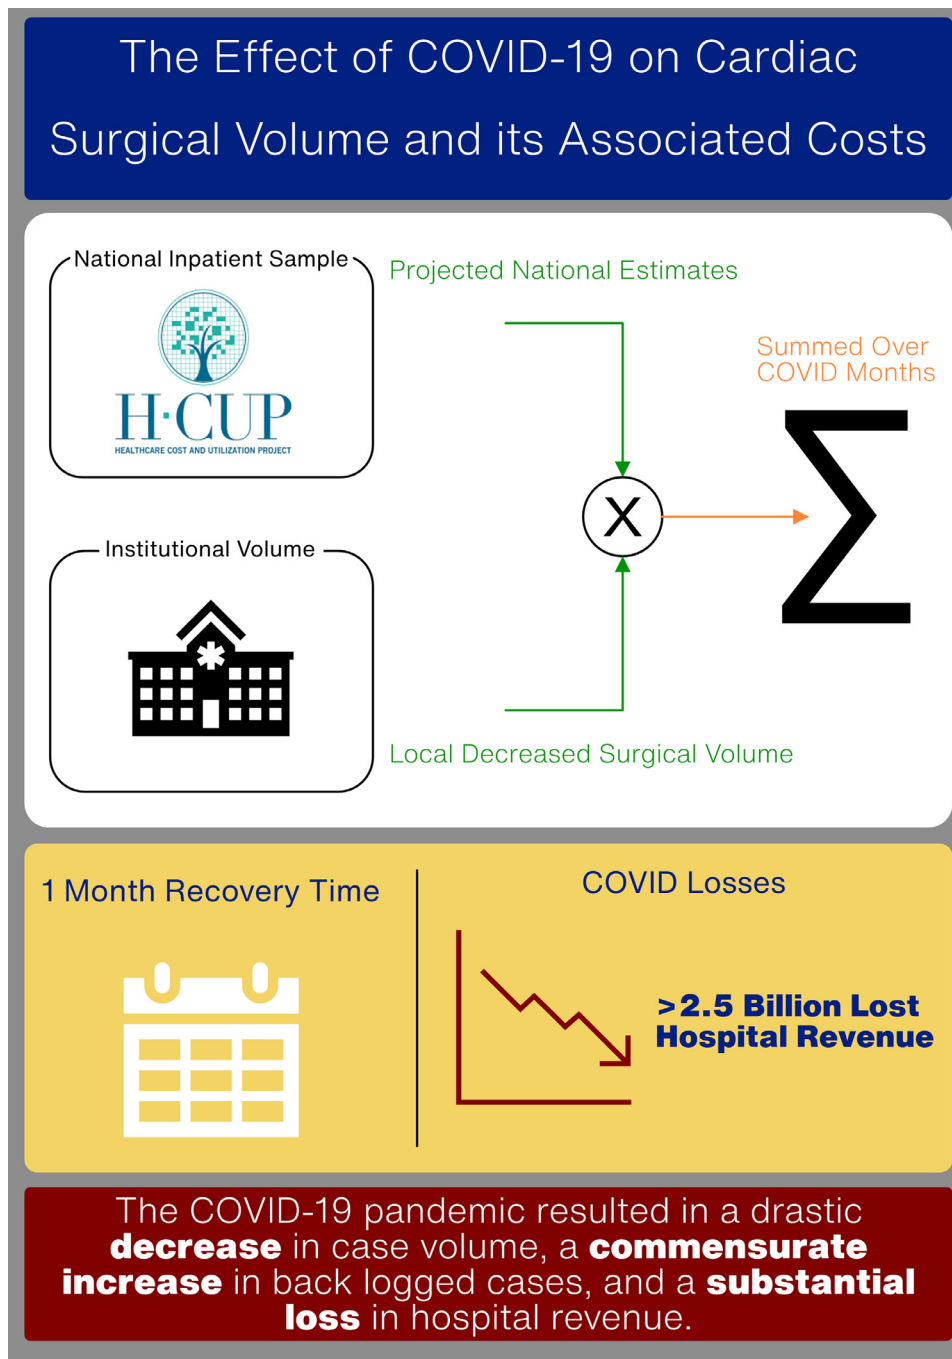 The Effect of COVID-19 on Cardiac
Surgical Volume and its Associated Costs
National Inpatient Sample
H·CUP
HEALTHCARE COST AND UTILIZATION PROJECT
Projected National Estimates
Summed Over
COVID Months
X
Σ
Institutional Volume
Local Decreased Surgical Volume
1 Month Recovery Time
COVID Losses
>2.5 Billion Lost
Hospital Revenue
The COVID-19 pandemic resulted in a drastic
decrease in case volume, a commensurate
increase in back logged cases, and a substantial
loss in hospital revenue.